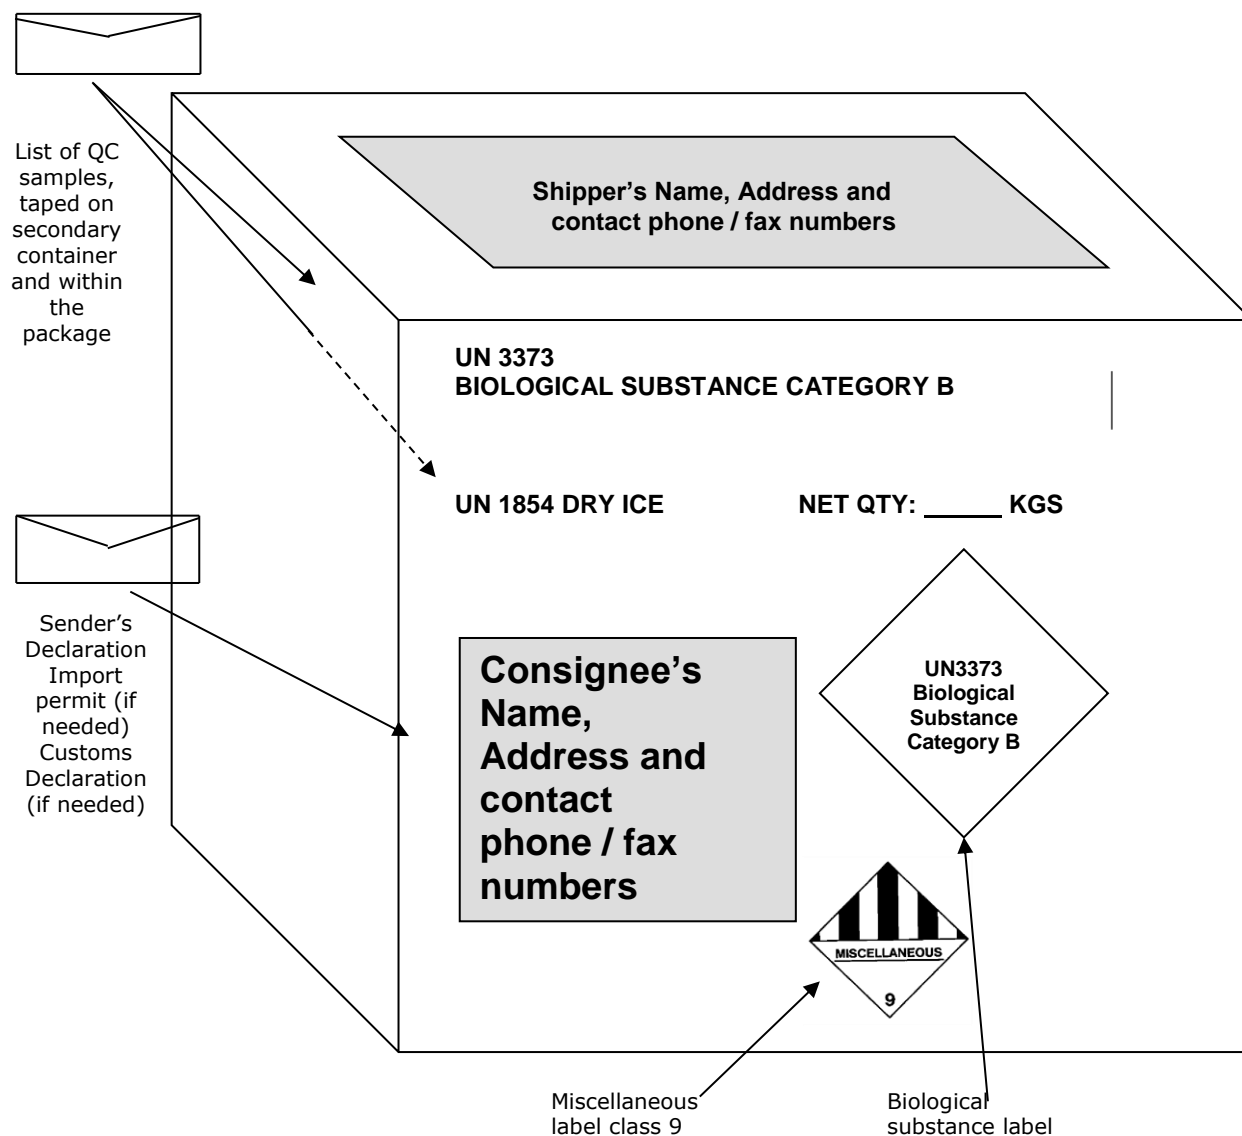 List of QC
samples,
taped on
secondary
container
and within
the
package
Shipper's Name, Address and
contact phone / fax numbers
UN 3373
BIOLOGICAL SUBSTANCE CATEGORY B
UN 1854 DRY ICE NET QTY: _____ KGS
Sender's
Declaration
Import
permit (if
needed)
Customs
Declaration
(if needed)
Consignee's
Name,
Address and
contact
phone / fax
numbers
UN3373
Biological
Substance
Category B
MISCELLANEOUS
9
Miscellaneous
label class 9
Biological
substance label